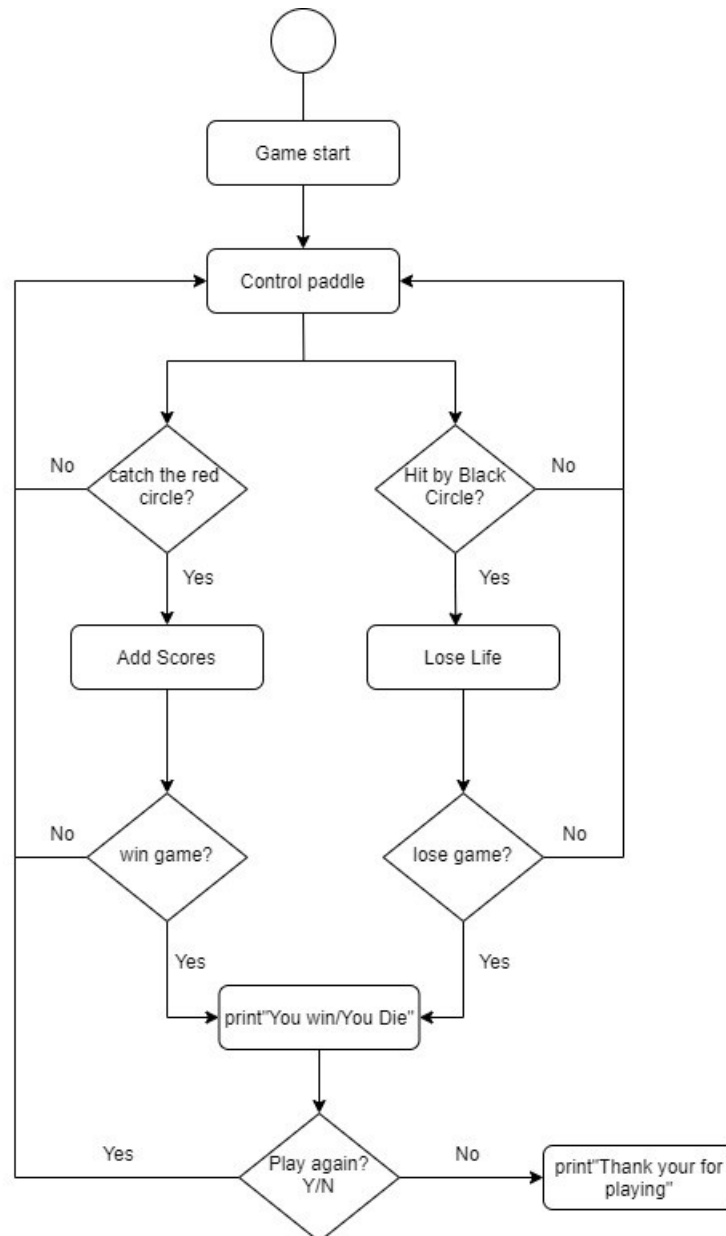 Game start
Control paddle
No
catch the red
circle?
Hit by Black
Circle?
No
Yes
Yes
Add Scores
Lose Life
No
win game?
lose game?
No
Yes
Yes
print"You win/You Die"
Yes
Play again?
Y/N
No
print"Thank your for
playing"